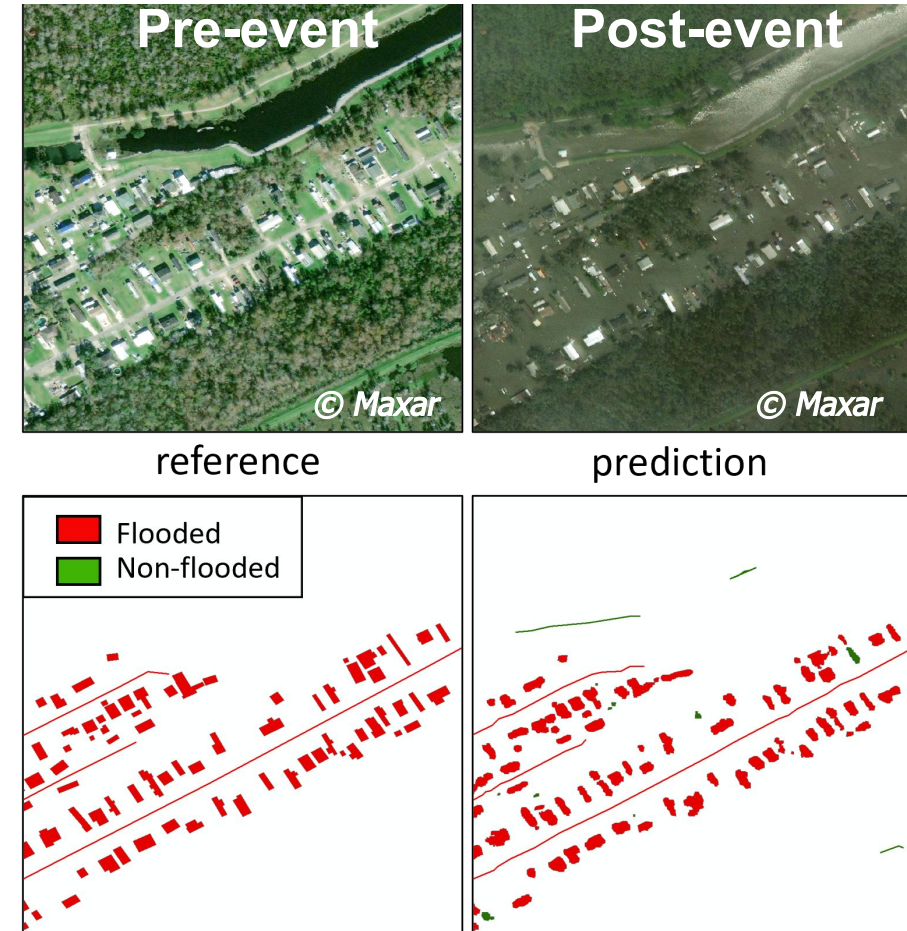 Pre-event
Post-event
© Maxar
© Maxar
reference
prediction
Flooded
Non-flooded